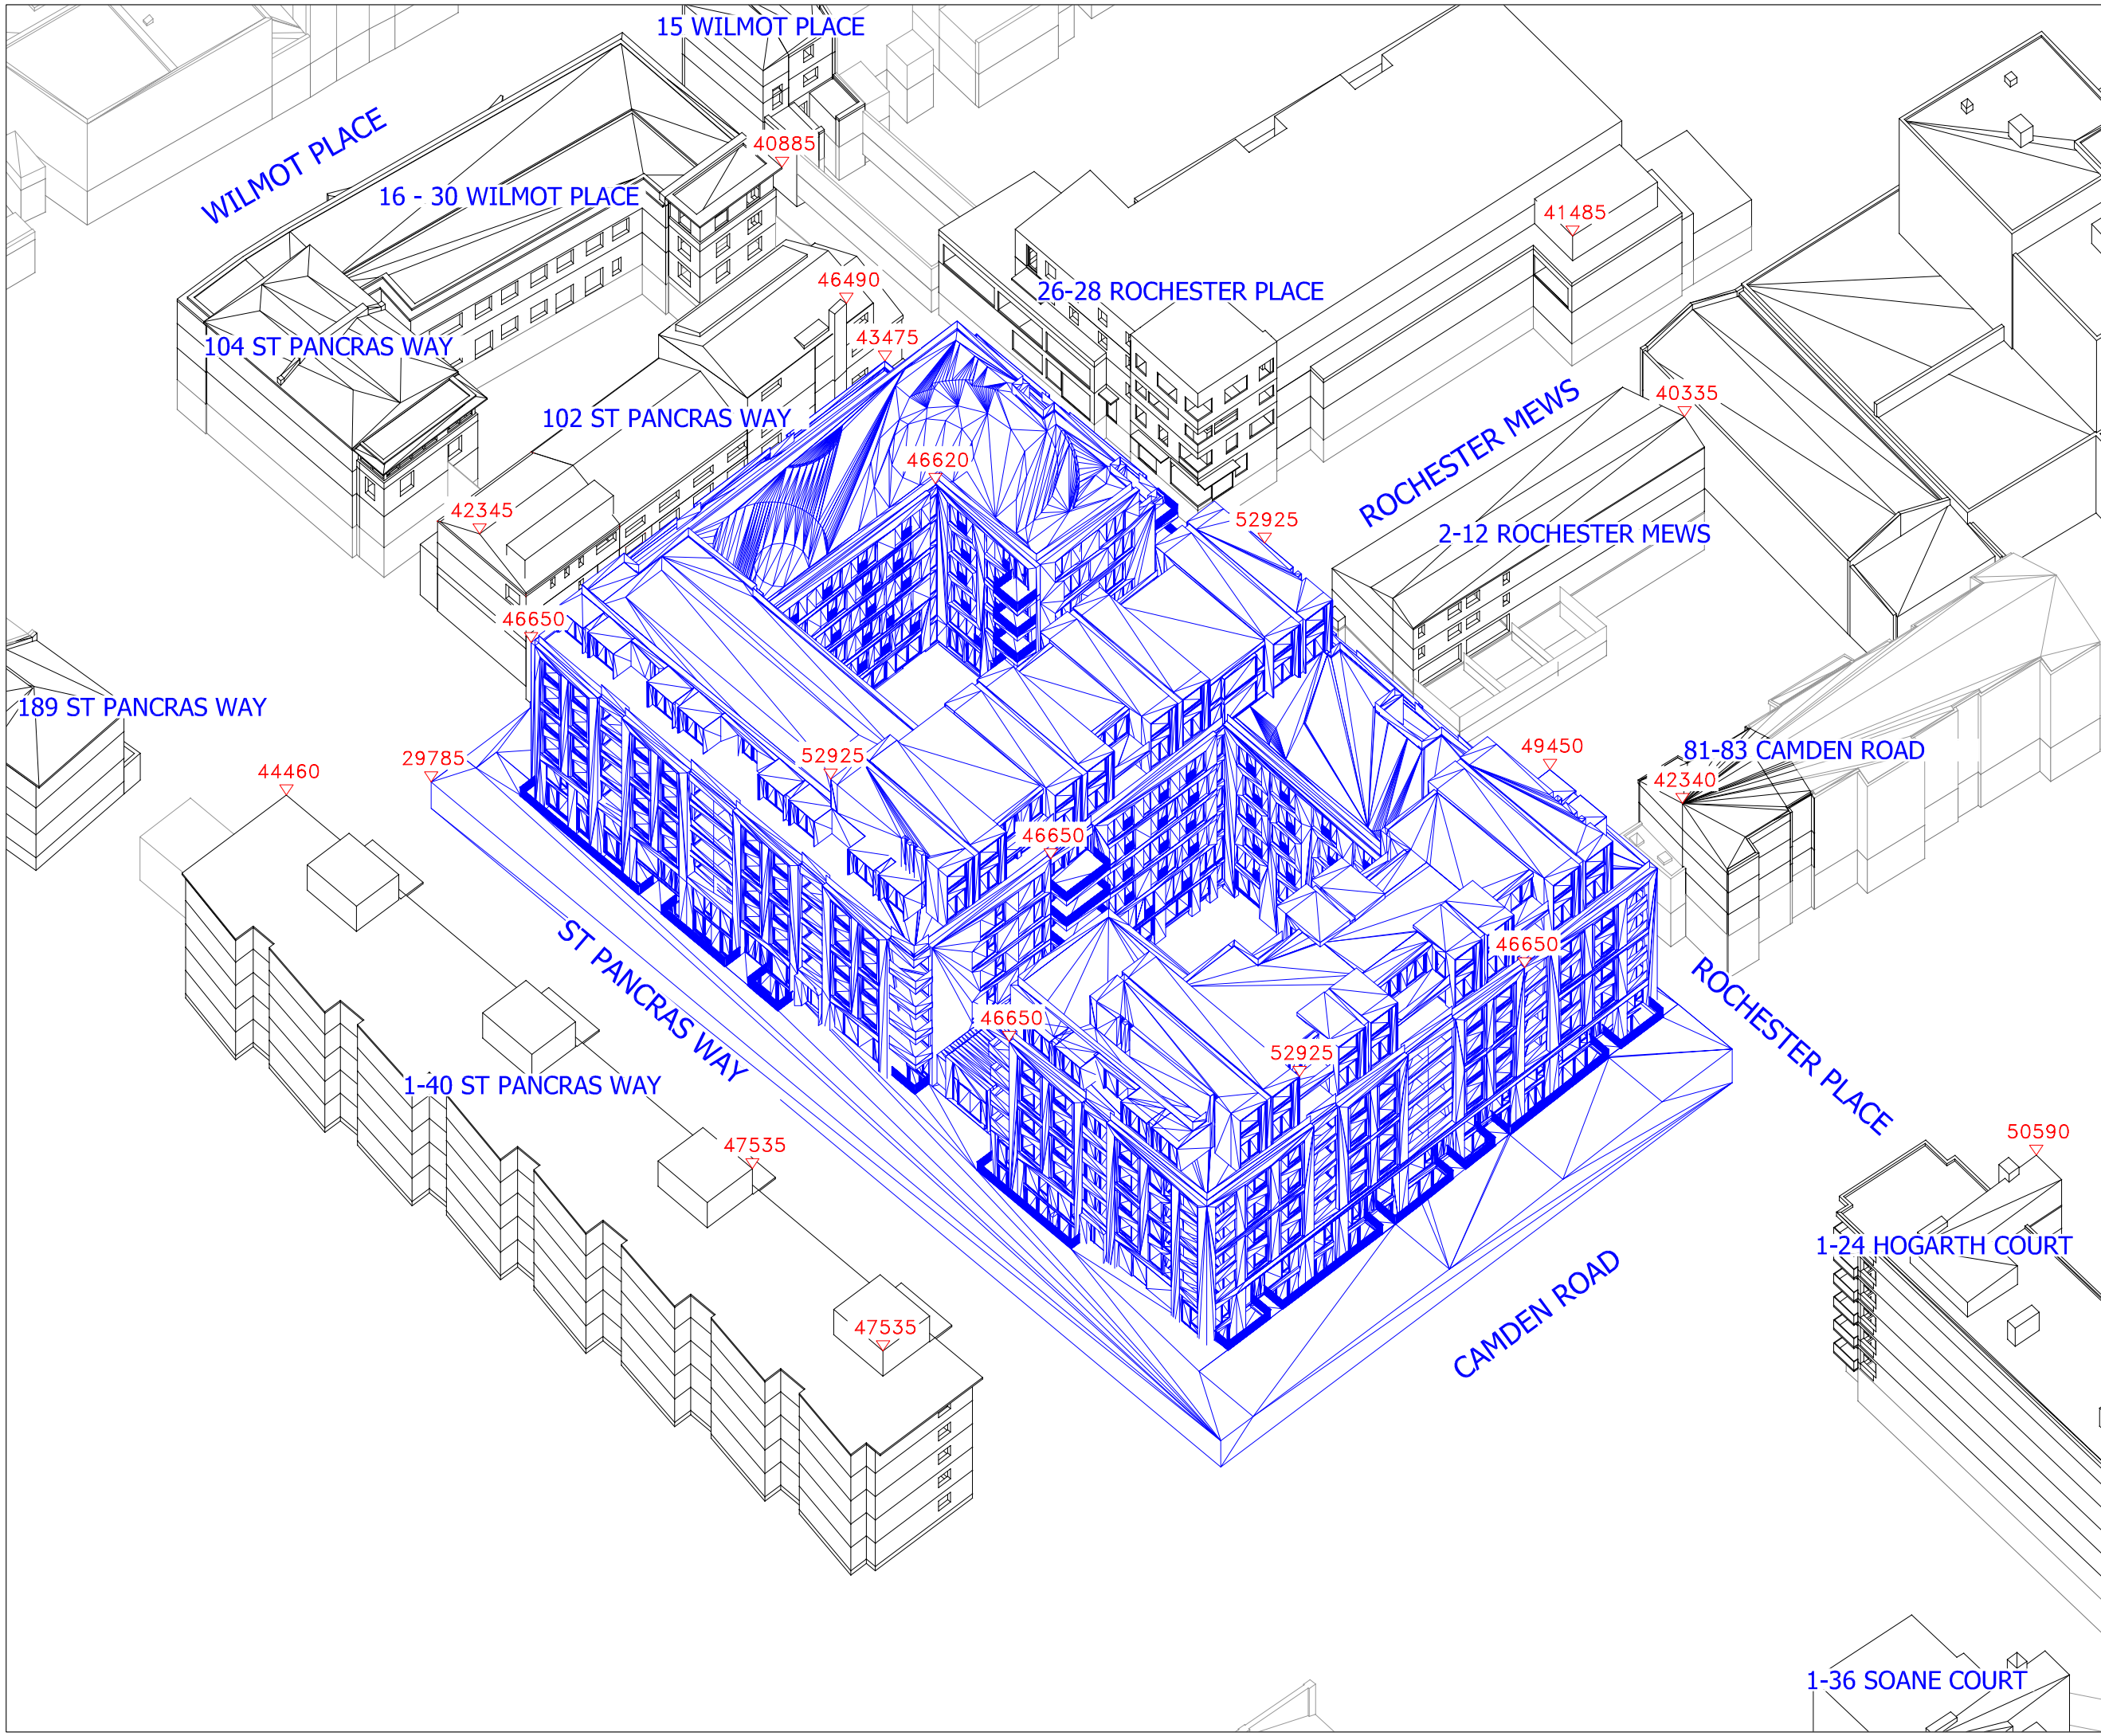 15 WILMOT PLACE
WILMOT PLACE
40885
16 - 30 WILMOT PLACE
41485
46490
26-28 ROCHESTER PLACE
104 ST PANCRAS WAY
43475
102 ST PANCRAS WAY
40335
ROCHESTER MEWS
46620
42345
52925
2-12 ROCHESTER MEWS
46650
189 ST PANCRAS WAY
29785
44460
52925
49450
81-83 CAMDEN ROAD
42340
46650
46650
ST PANCRAS WAY
ROCHESTER PLACE
46650
52925
1-40 ST PANCRAS WAY
47535
50590
1-24 HOGARTH COURT
CAMDEN ROAD
47535
1-36 SOANE COURT